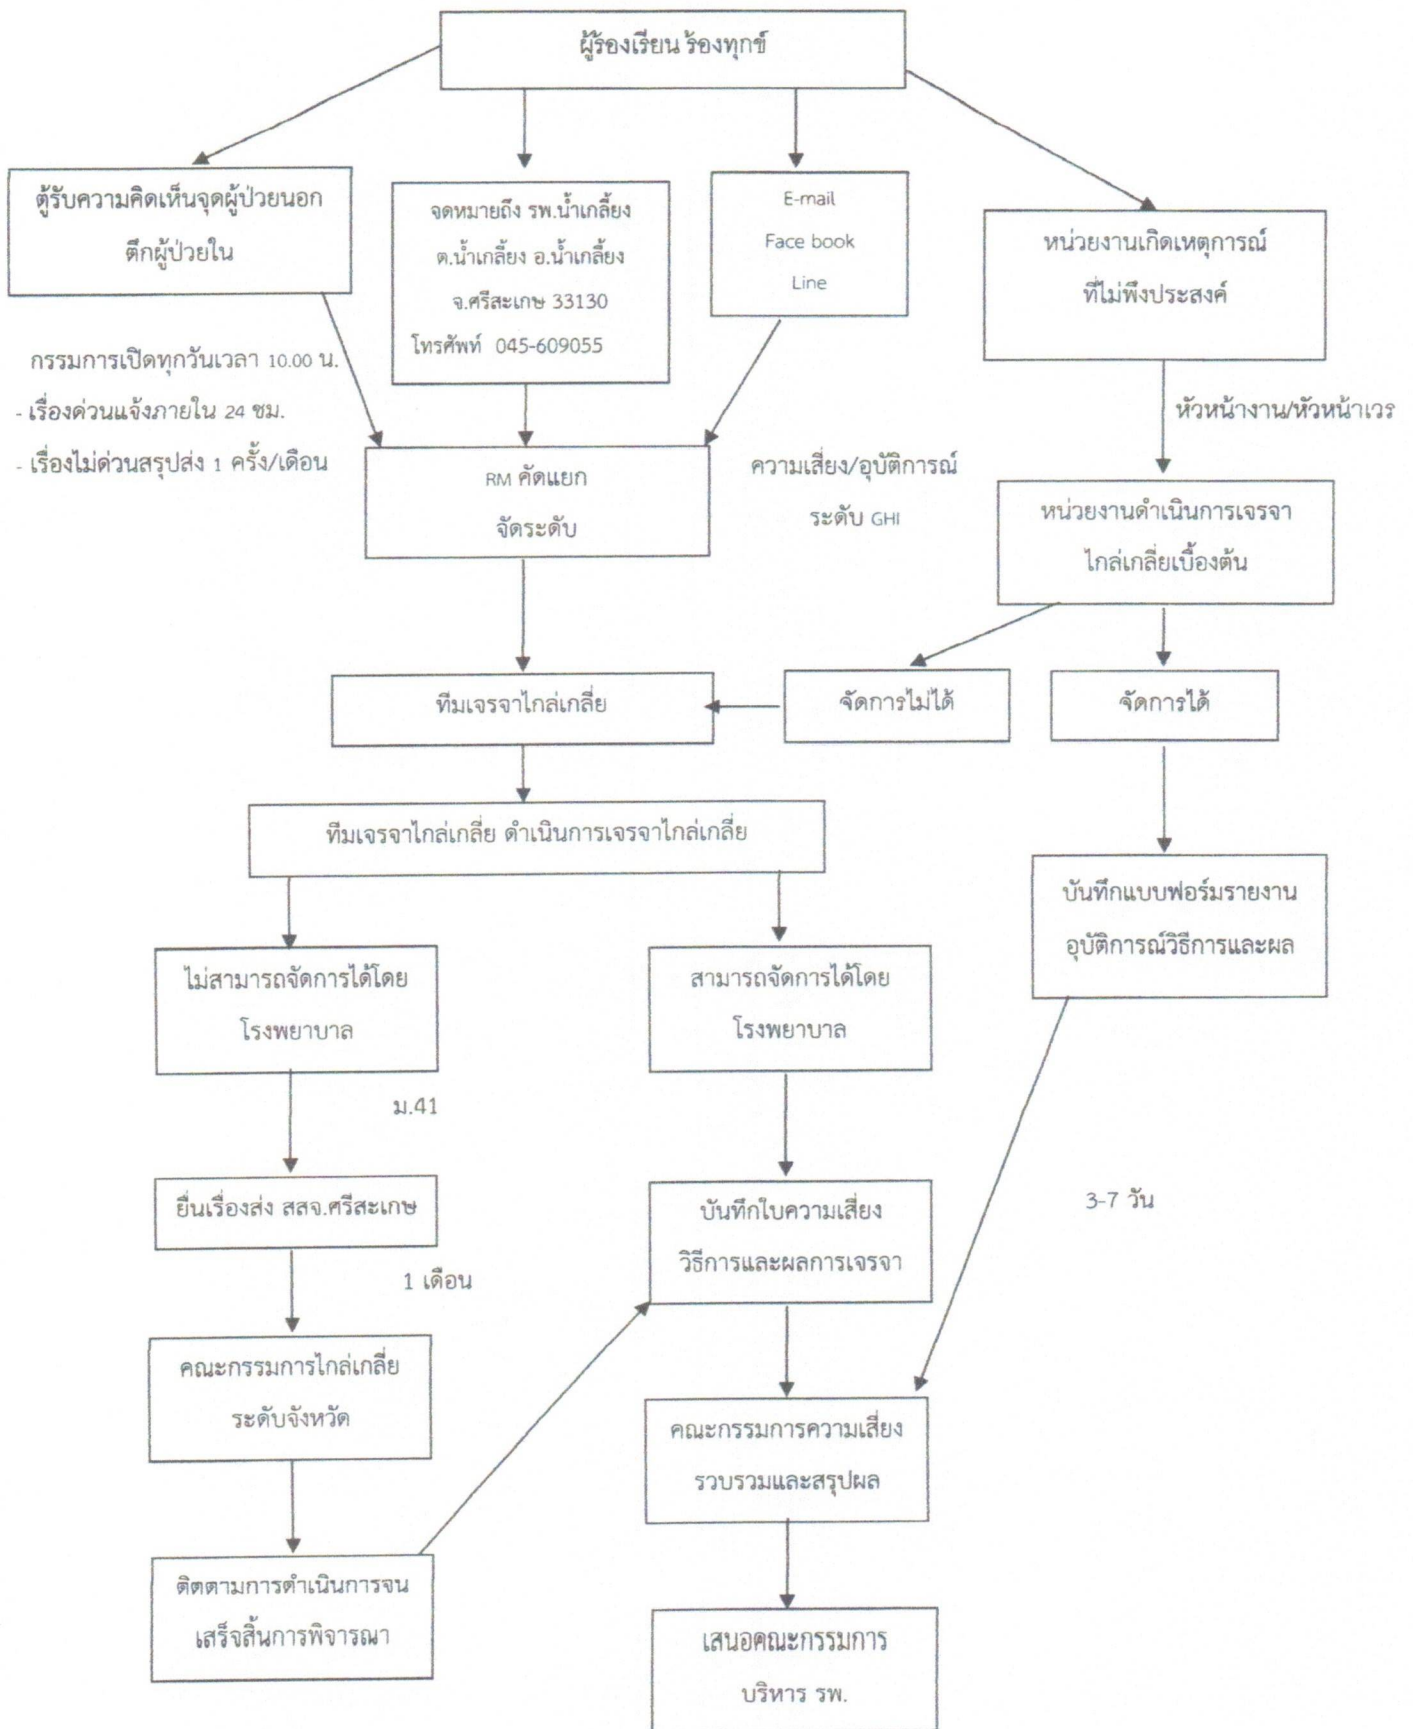 ผู้ร้องเรียน ร้องทุกข์
ตู้รับความคิดเห็นจุดผู้ป่วยนอก
ตึกผู้ป่วยใน
จดหมายถึง รพ.น้ำเกลี้ยง
ต.น้ำเกลี้ยง อ.น้ำเกลี้ยง
จ.ศรีสะเกษ 33130
โทรศัพท์ 045-609055
E-mail
Face book
Line
หน่วยงานเกิดเหตุการณ์
ที่ไม่พึงประสงค์
กรรมการเปิดทุกวันเวลา 10.00 น.
- เรื่องด่วนแจ้งภายใน 24 ชม.
- เรื่องไม่ด่วนสรุปส่ง 1 ครั้ง/เดือน
หัวหน้างาน/หัวหน้าเวร
RM คัดแยก
จัดระดับ
ความเสี่ยง/อุบัติการณ์
ระดับ GHI
หน่วยงานดำเนินการเจรจา
ไกล่เกลี่ยเบื้องต้น
ทีมเจรจาไกล่เกลี่ย
จัดการไม่ได้
จัดการได้
ทีมเจรจาไกล่เกลี่ย ดำเนินการเจรจาไกล่เกลี่ย
บันทึกแบบฟอร์มรายงาน
อุบัติการณ์วิธีการและผล
ไม่สามารถจัดการได้โดย
โรงพยาบาล
สามารถจัดการได้โดย
โรงพยาบาล
ม.41
ยื่นเรื่องส่ง สสจ.ศรีสะเกษ
บันทึกใบความเสี่ยง
วิธีการและผลการเจรจา
3-7 วัน
1 เดือน
คณะกรรมการไกล่เกลี่ย
ระดับจังหวัด
คณะกรรมการความเสี่ยง
รวบรวมและสรุปผล
ติดตามการดำเนินการจน
เสร็จสิ้นการพิจารณา
เสนอคณะกรรมการ
บริหาร รพ.